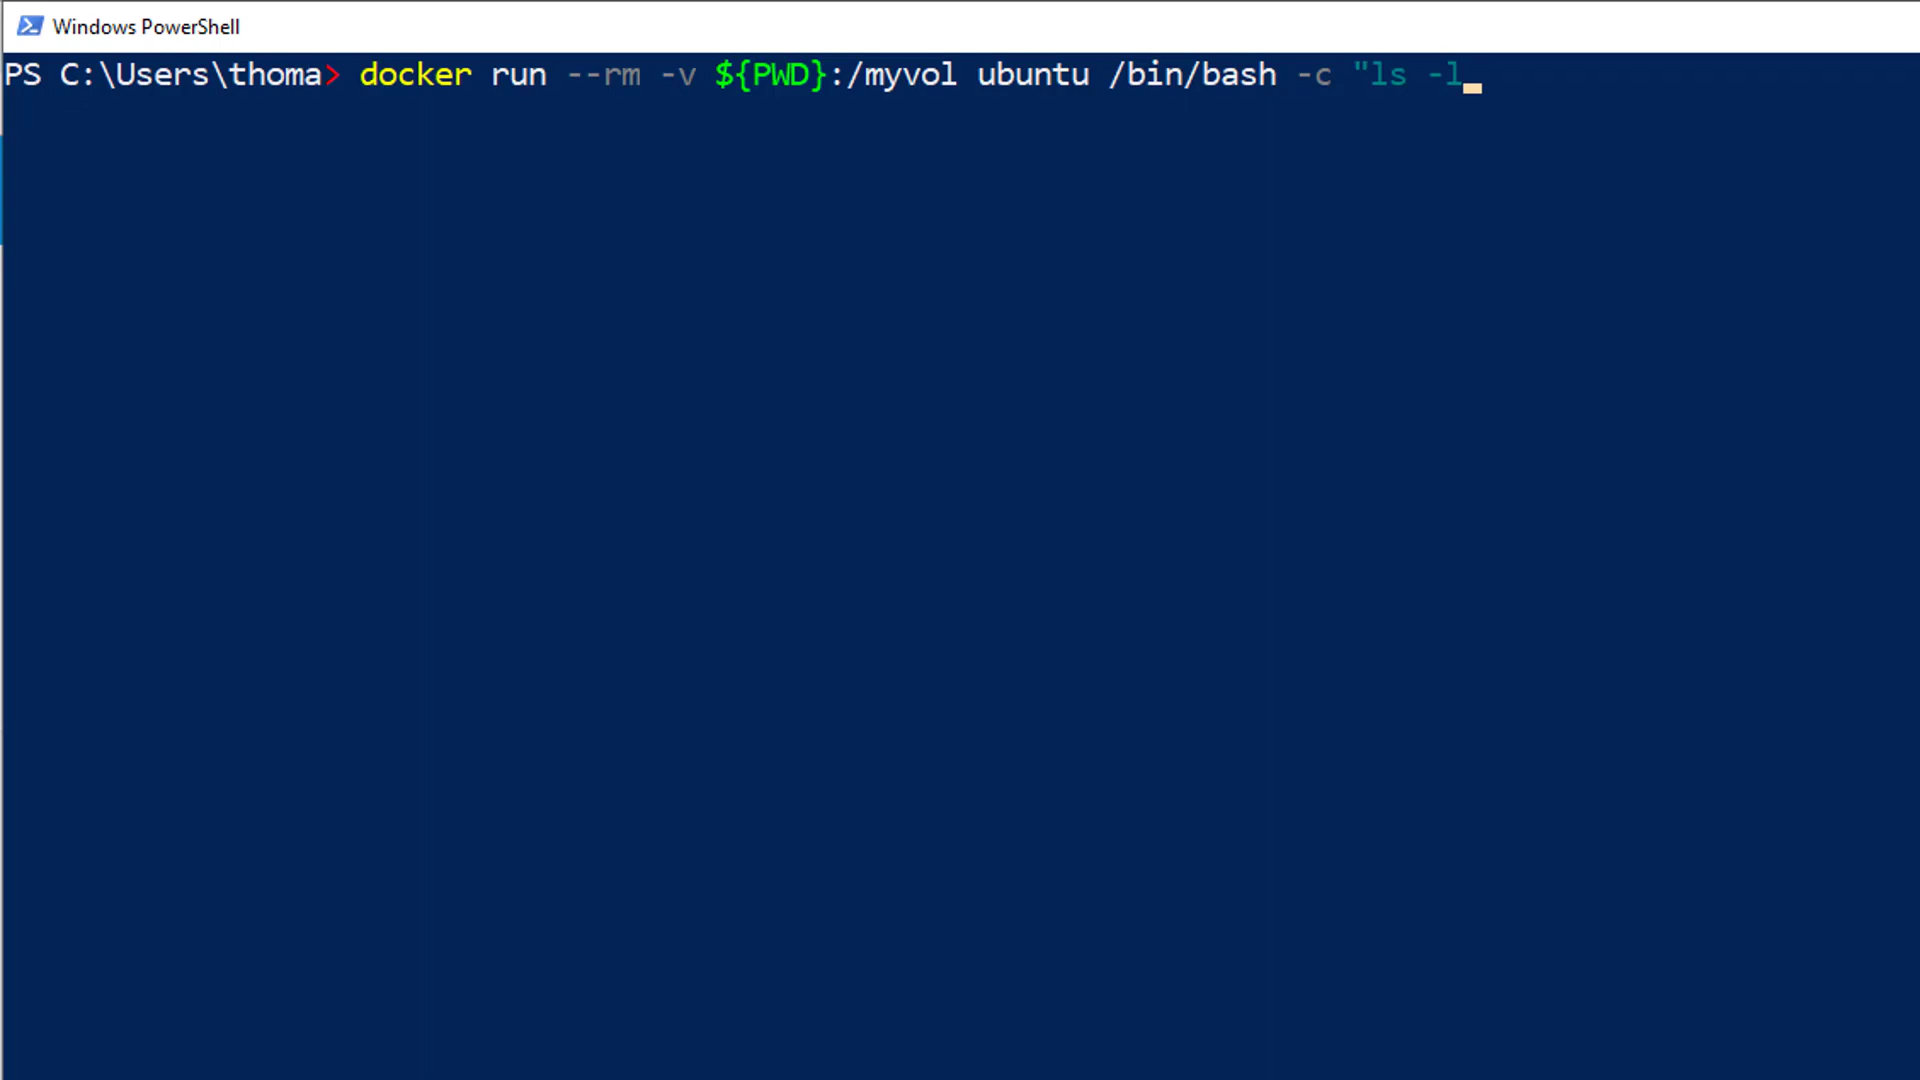 Windows PowerShell
PS C:\Users\thoma> docker run --rm -v ${PWD}:/myvol ubuntu /bin/bash -c "ls -l